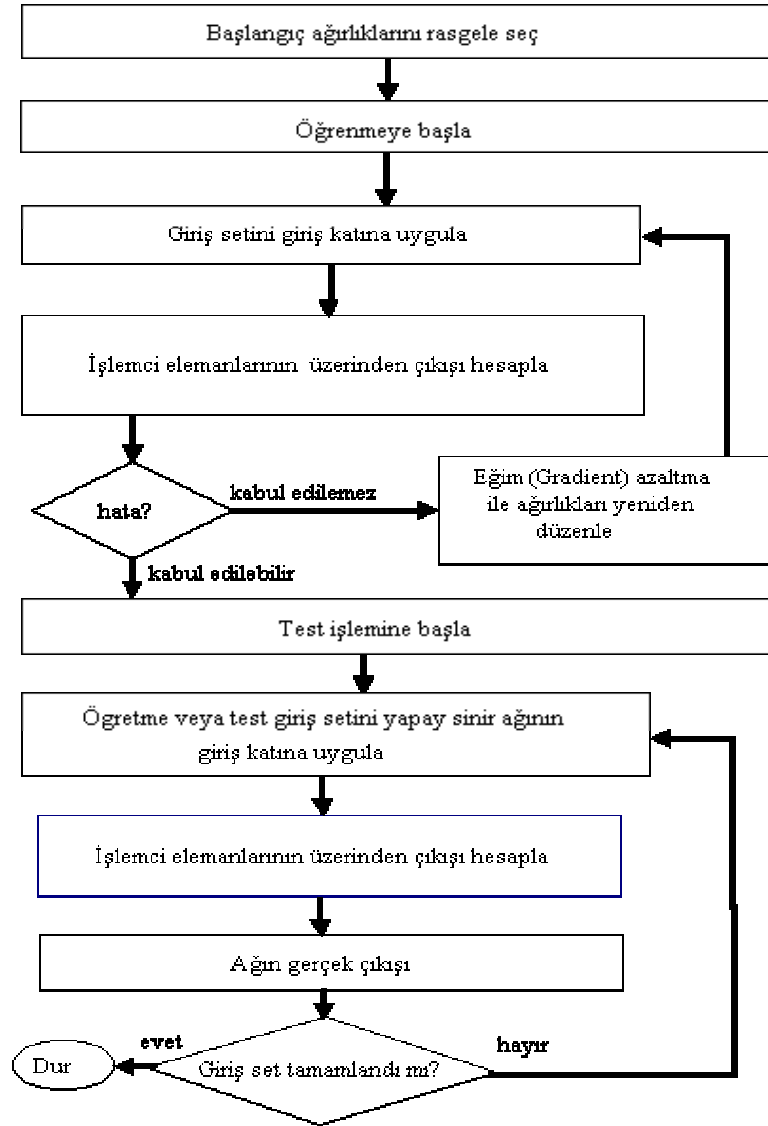 Başlangıç ağırlıklarını rasgele seç
Öğrenmeye başla
Giriş setini giriş katına uygula
İşlemci elemanlarının üzerinden çıkışı hesapla
hata?
kabul edilemez
Eğim (Gradient) azaltma
ile ağırlıkları yeniden
düzenle
kabul edilebilir
Test işlemine başla
Ögretme veya test giriş setini yapay sinir ağının
giriş katına uygula
İşlemci elemanlarının üzerinden çıkışı hesapla
Ağın gerçek çıkışı
Giriş set tamamlandı mı?
evet
hayır
Dur